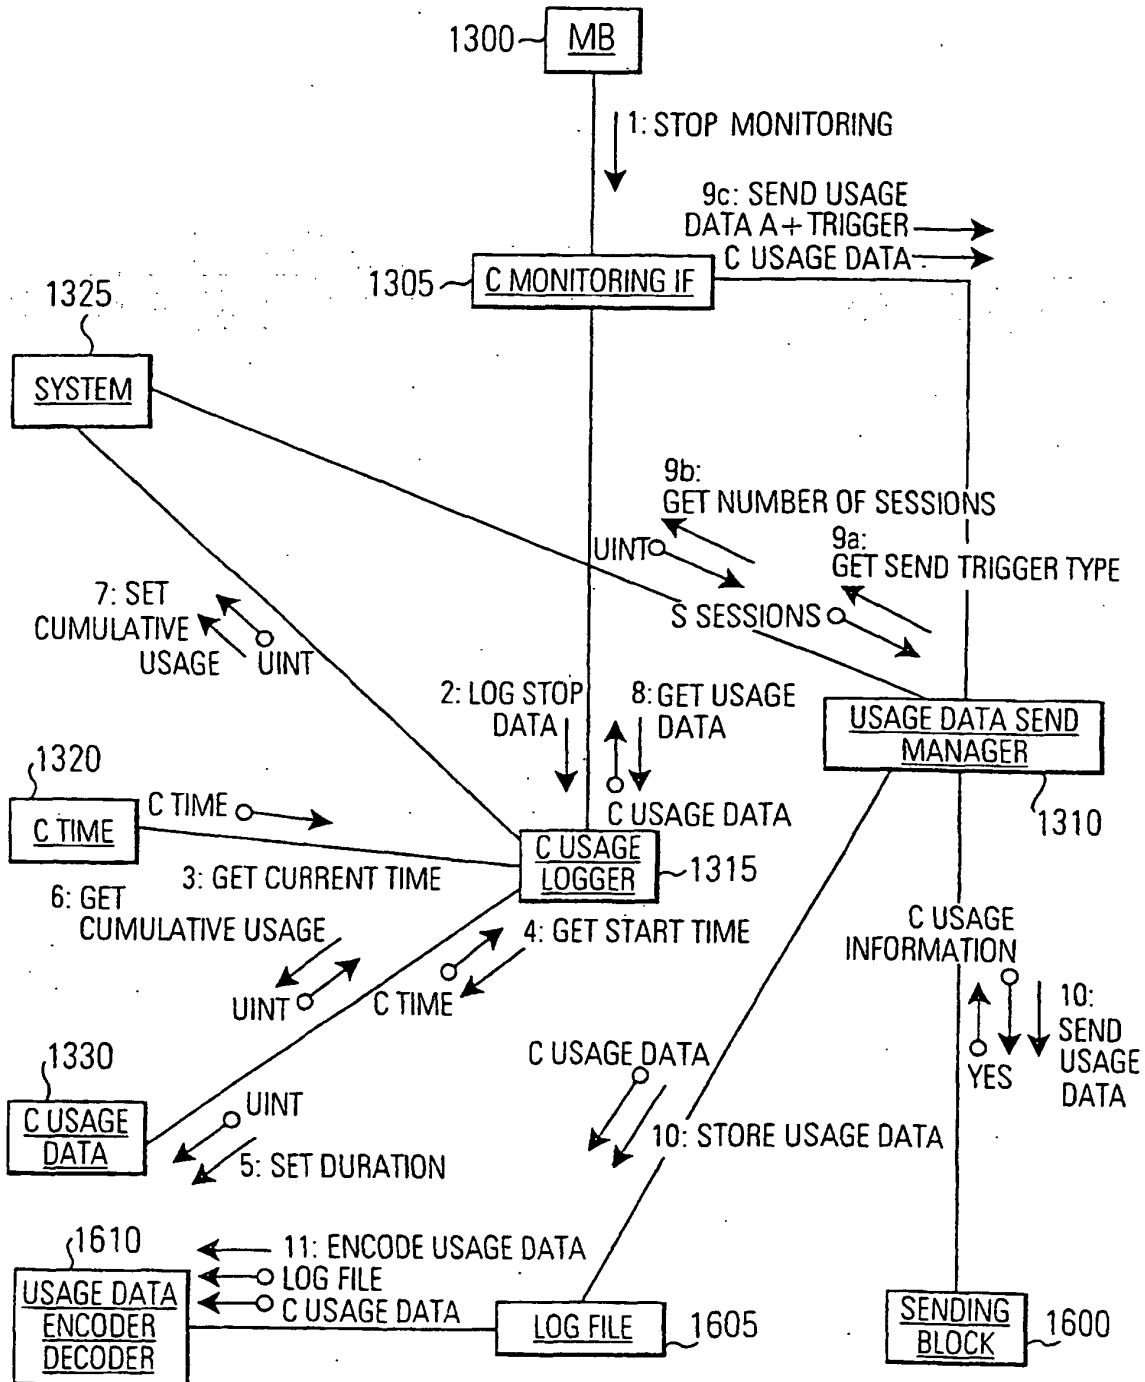 1300
MB
1: STOP MONITORING
9c: SEND USAGE
DATA A+TRIGGER
C USAGE DATA
1305
C MONITORING IF
1325
SYSTEM
9b:
GET NUMBER OF SESSIONS
UINT
9a:
GET SEND TRIGGER TYPE
S SESSIONS
7: SET
CUMULATIVE
USAGE
UINT
2: LOG STOP
DATA
8: GET USAGE
DATA
C USAGE DATA
USAGE DATA SEND
MANAGER
1310
1320
C TIME
C TIME
3: GET CURRENT TIME
C USAGE
LOGGER
1315
6: GET
CUMULATIVE USAGE
UINT
4: GET START TIME
C TIME
C USAGE
INFORMATION
10:
SEND
USAGE
DATA
YES
C USAGE DATA
10: STORE USAGE DATA
1330
C USAGE
DATA
UINT
5: SET DURATION
1610
USAGE DATA
ENCODER
DECODER
11: ENCODE USAGE DATA
LOG FILE
C USAGE DATA
LOG FILE
1605
SENDING
BLOCK
1600